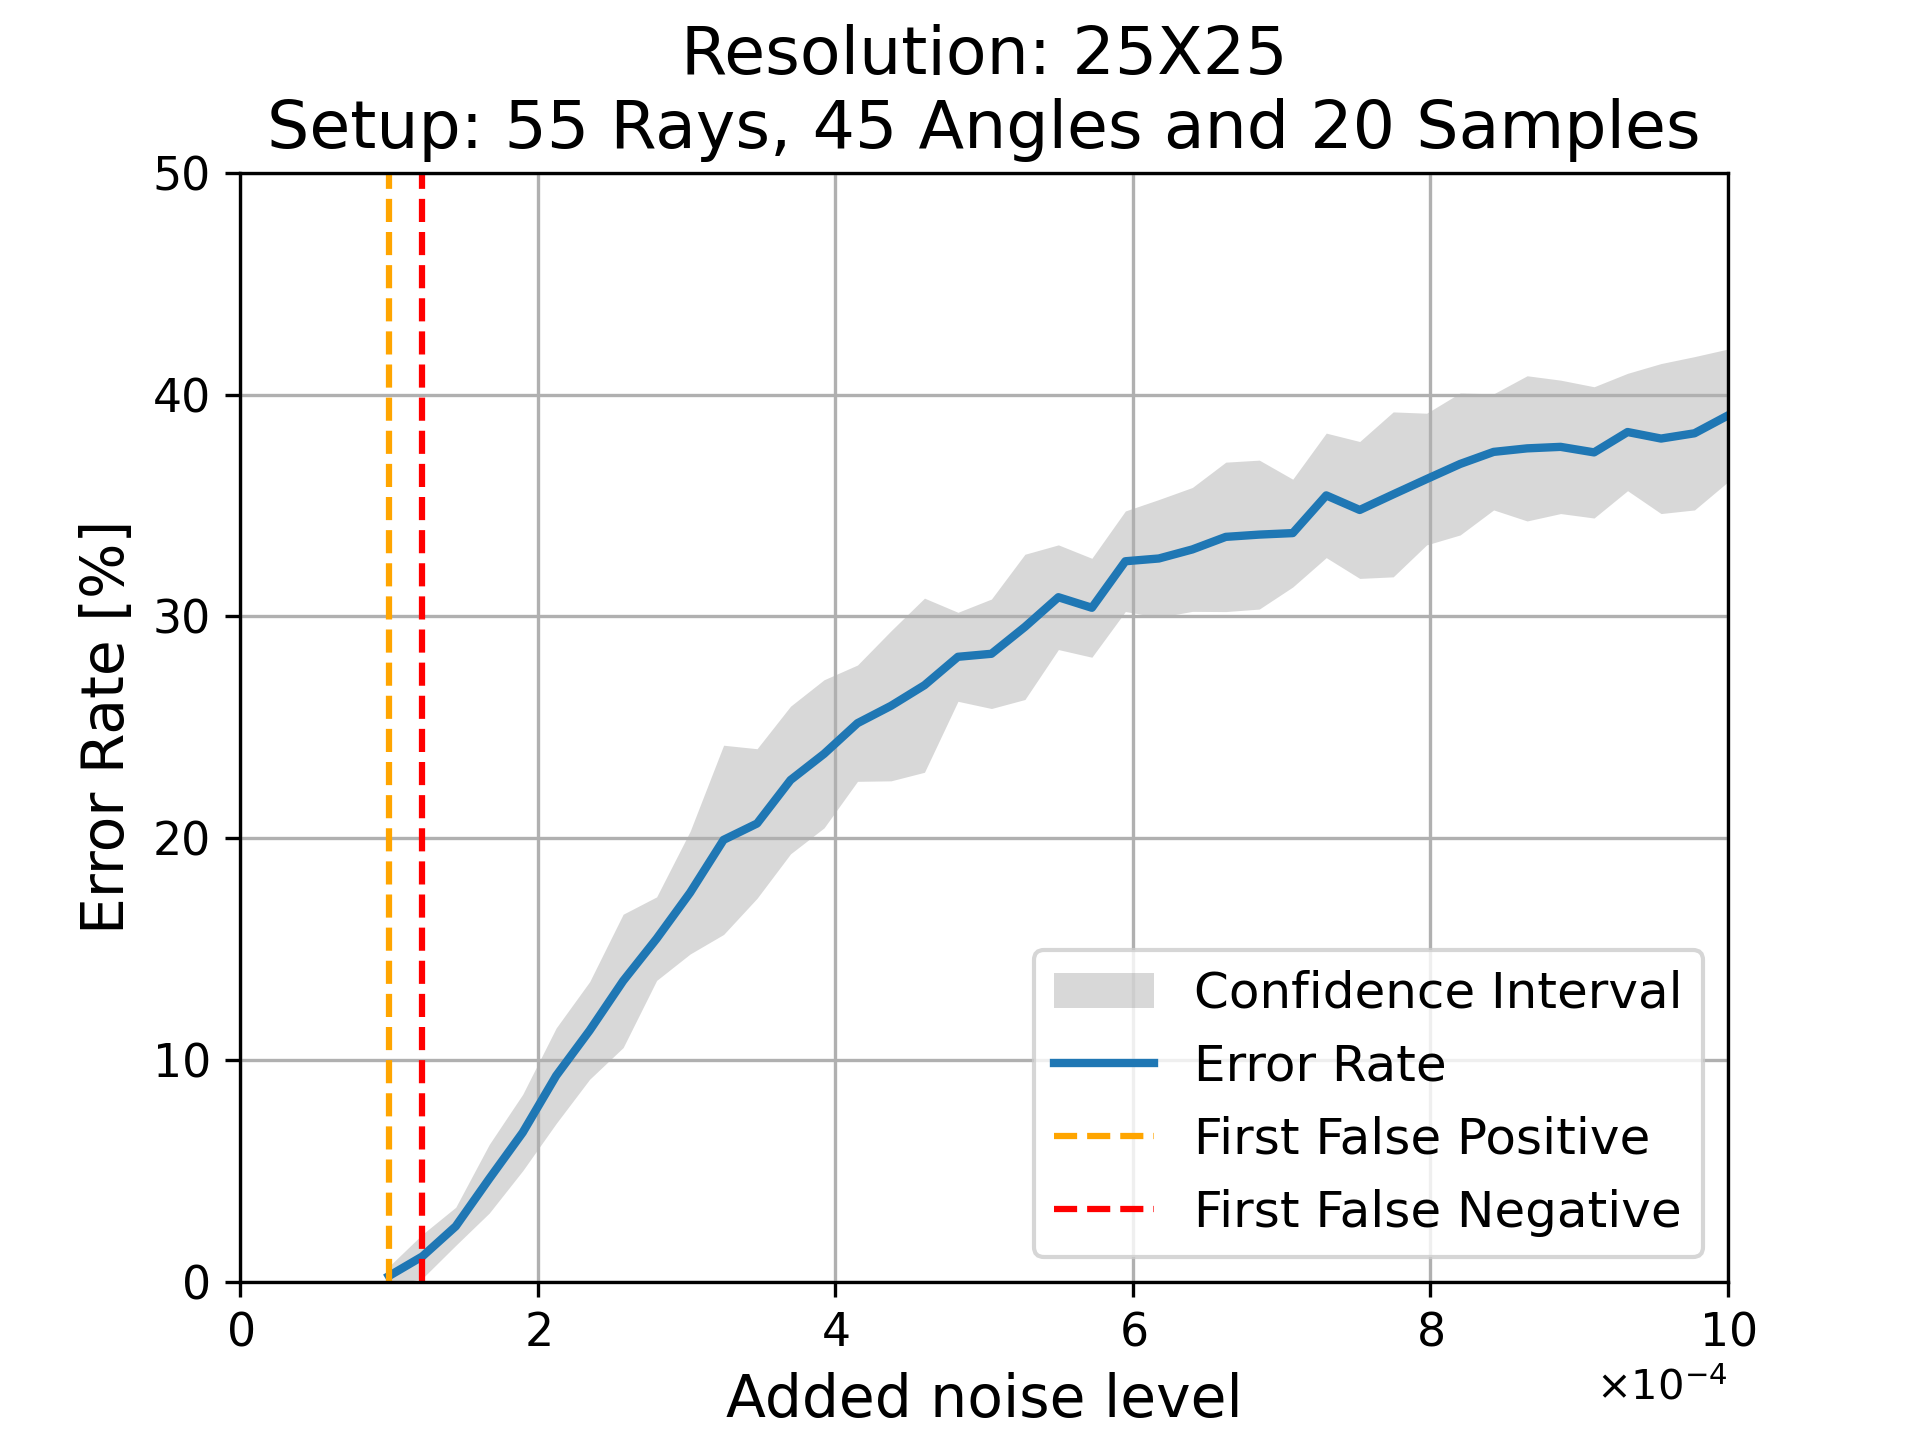 Resolution: 25X25
Setup: 55 Rays, 45 Angles and 20 Samples
50
40
30
20
10
0
Error Rate [%]
Confidence Interval
Error Rate
First False Positive
First False Negative
0 2 4 6 8 10
×10⁻⁴
Added noise level